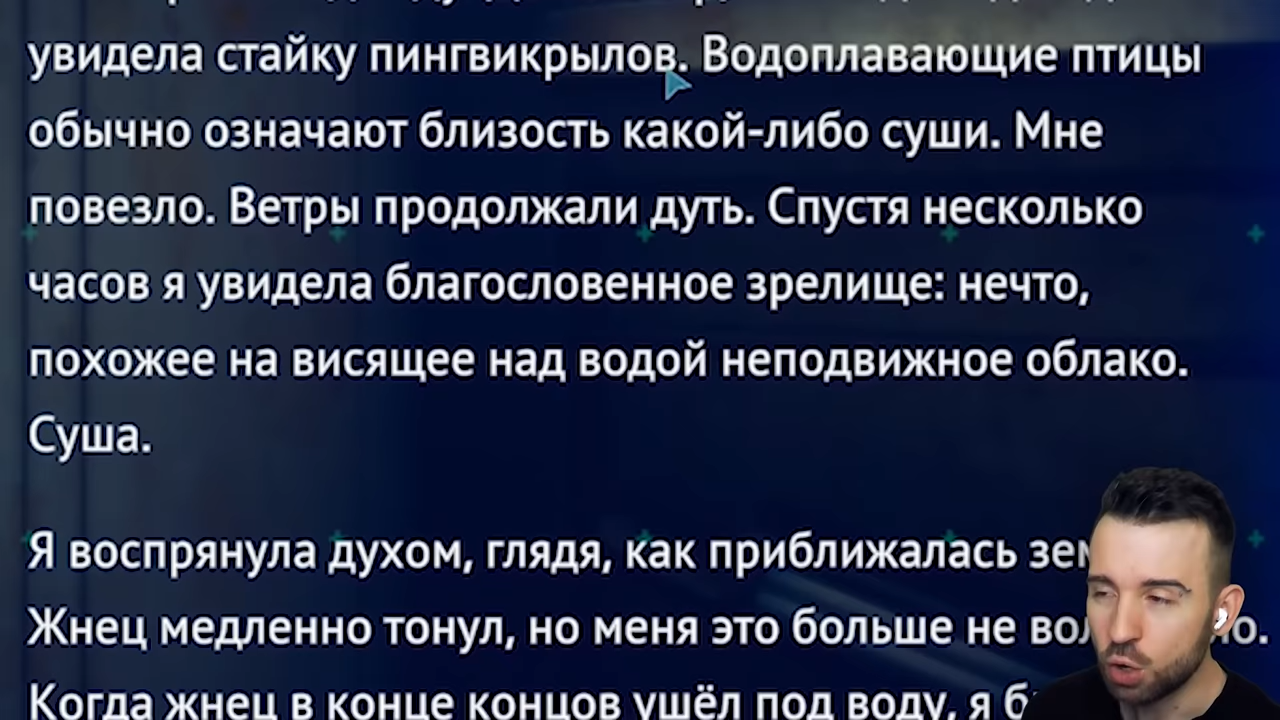 увидела стайку пингвикрылов. Водоплавающие птицы
обычно означают близость какой-либо суши. Мне
повезло. Ветры продолжали дуть. Спустя несколько
часов я увидела благословенное зрелище: нечто,
похожее на висящее над водой неподвижное облако.
Суша.
Я воспрянула духом, глядя, как приближалась
Жнец медленно тонул, но меня это больше не
Когда жнец в конце концов ушёл под воду, я